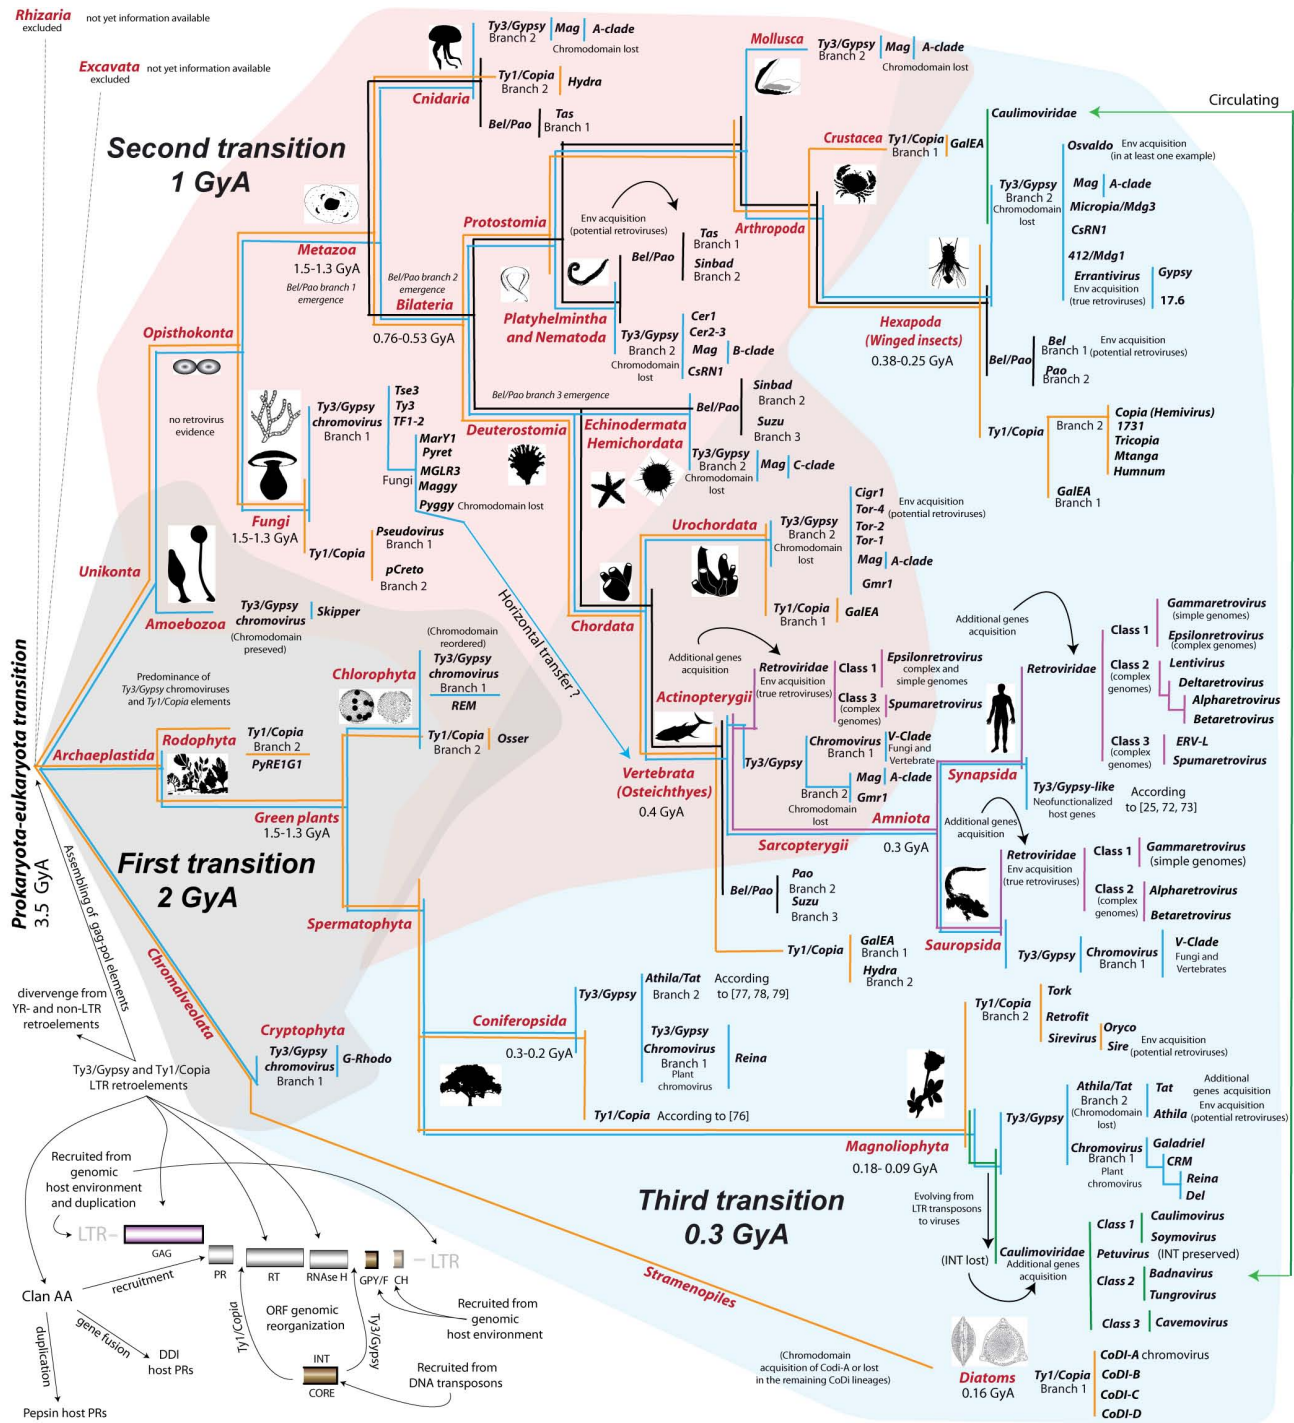 Rhizaria
excluded
not yet information available
Excavata
excluded
not yet information available
Second transition
1 GyA
Cnidaria
Ty3/Gypsy
Branch 2
Mag
A-clade
Chromodomain lost
Ty1/Copia
Branch 2
Hydra
Bel/Pao
Tas
Branch 1
Mollusca
Ty3/Gypsy
Branch 2
Mag
A-clade
Chromodomain lost
Crustacea
Ty1/Copia
Branch 1
GalEA
Circulating
Caulimoviridae
Osvaldo
Env acquisition
(in at least one example)
Ty3/Gypsy
Branch 2
Chromodomain
lost
Mag
A-clade
Micropia/Mdg3
CsRN1
412/Mdg1
Errantivirus
Env acquisition
(true retroviruses)
Gypsy
17.6
Hexapoda
(Winged insects)
0.38-0.25 GyA
Bel/Pao
Bel
Branch 1
Env acquisition
(potential retroviruses)
Pao
Branch 2
Ty1/Copia
Branch 2
Copia (Hemivirus)
1731
Tricopia
Mtanga
Humnum
GalEA
Branch 1
Arthropoda
Protostomia
Env acquisition
(potential retroviruses)
Bel/Pao
Tas
Branch 1
Sinbad
Branch 2
Platyhelmintha
and Nematoda
Ty3/Gypsy
Branch 2
Chromodomain
lost
Cer1
Cer2-3
Mag
B-clade
CsRN1
Metazoa
1.5-1.3 GyA
Bel/Pao branch 1
emergence
Bel/Pao branch 2
emergence
Bilateria
0.76-0.53 GyA
Bel/Pao branch 3 emergence
Deuterostomia
Echinodermata
Hemichordata
Bel/Pao
Sinbad
Branch 2
Suzu
Branch 3
Ty3/Gypsy
Branch 2
Chromodomain
lost
Mag
C-clade
Opisthokonta
no retrovirus
evidence
Ty3/Gypsy
chromovirus
Branch 1
Tse3
Ty3
TF1-2
Fungi
MarY1
Pyret
MGLR3
Maggy
Pyggy
Chromodomain lost
Fungi
1.5-1.3 GyA
Ty1/Copia
Pseudovirus
Branch 1
pCreto
Branch 2
Horizontal transfer ?
Urochordata
Ty3/Gypsy
Branch 2
Chromodomain
lost
Cigr1
Tor-4
Tor-2
Tor-1
Env acquisition
(potential retroviruses)
Mag
A-clade
Gmr1
Ty1/Copia
Branch 1
GalEA
Chordata
Unikonta
Amoebozoa
Ty3/Gypsy
chromovirus
(Chromodomain
preseved)
Skipper
Predominance of
Ty3/Gypsy chromoviruses
and Ty1/Copia elements
Prokaryota-eukaryota transition
3.5 GyA
Archaeplastida
Rodophyta
Ty1/Copia
Branch 2
PyRE1G1
Chlorophyta
(Chromodomain
reordered)
Ty3/Gypsy
chromovirus
Branch 1
REM
Ty1/Copia
Branch 2
Osser
Green plants
1.5-1.3 GyA
First transition
2 GyA
Additional genes
acquisition
Actinopterygii
Retroviridae
Env acquisition
(true retroviruses)
Class 1
Epsilonretrovirus
complex and
simple genomes
Class 3
(complex
genomes)
Spumaretrovirus
Ty3/Gypsy
Chromovirus
Branch 1
V-Clade
Fungi and
Vertebrate
Branch 2
Chromodomain
lost
Mag
A-clade
Gmr1
Vertebrata
(Osteichthyes)
0.4 GyA
Sarcopterygii
Amniota
0.3 GyA
Bel/Pao
Pao
Branch 2
Suzu
Branch 3
Ty1/Copia
GalEA
Branch 1
Hydra
Branch 2
Additional genes
acquisition
Synapsida
Retroviridae
Class 1
Gammaretrovirus
(simple genomes)
Epsilonretrovirus
(complex genomes)
Class 2
(complex
genomes)
Lentivirus
Deltaretrovirus
Alpharetrovirus
Betaretrovirus
Class 3
(complex
genomes)
ERV-L
Spumaretrovirus
Ty3/Gypsy-like
Neofunctionalized
host genes
According
to [25, 72, 73]
Additional genes
acquisition
Sauropsida
Retroviridae
Env acquisition
(true retroviruses)
Class 1
Gammaretrovirus
(simple genomes)
Class 2
(complex
genomes)
Alpharetrovirus
Betaretrovirus
Ty3/Gypsy
Chromovirus
Branch 1
V-Clade
Fungi and
Vertebrates
Spermatophyta
Chromalveolata
Cryptophyta
Ty3/Gypsy
chromovirus
Branch 1
G-Rhodo
Coniferopsida
0.3-0.2 GyA
Ty3/Gypsy
Athila/Tat
Branch 2
According
to [77, 78, 79]
Ty3/Gypsy
Chromovirus
Branch 1
Plant
chromovirus
Reina
Ty1/Copia According to [76]
Magnoliophyta
0.18- 0.09 GyA
Ty1/Copia
Branch 2
Tork
Retrofit
Sirevirus
Oryco
Sire
Env acquisition
(potential retroviruses)
Ty3/Gypsy
Athila/Tat
Branch 2
(Chromodomain
lost)
Tat
Additional
genes acquisition
Athila
Env acquisition
(potential retroviruses)
Chromovirus
Branch 1
Plant
chromovirus
Galadriel
CRM
Reina
Del
Evolving from
LTR transposons
to viruses
(INT lost)
Caulimoviridae
Additional genes
acquisition
Class 1
Caulimovirus
Soymovirus
Petuvirus (INT preserved)
Class 2
Badnavirus
Tungrovirus
Class 3
Cavemovirus
Third transition
0.3 GyA
Stramenopiles
(Chromodomain
acquisition of Codi-A or lost
in the remaining CoDi lineages)
Diatoms
0.16 GyA
Ty1/Copia
Branch 1
CoDI-A chromovirus
CoDI-B
CoDI-C
CoDI-D
Assembling of gag-pol elements
divervenge from
YR- and non-LTR
retroelements
Ty3/Gypsy and Ty1/Copia
LTR retroelements
Recruited from
genomic
host environment
and duplication
LTR
GAG
PR
RT
RNAse H
GPY/F
CH
LTR
Clan AA
recruitment
duplication
gene fusion
DDI
host PRs
Pepsin host PRs
Ty1/Copia
ORF genomic
reorganization
Ty3/Gypsy
INT
CORE
Recruited from
genomic
host environment
Recruited from
DNA transposons